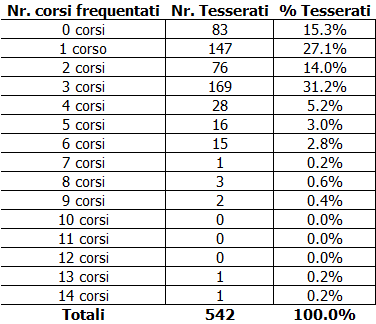 Nr. corsi frequentati Nr. Tesserati % Tesserati
0 corsi 83 15.3%
1 corso 147 27.1%
2 corsi 76 14.0%
3 corsi 169 31.2%
4 corsi 28 5.2%
5 corsi 16 3.0%
6 corsi 15 2.8%
7 corsi 1 0.2%
8 corsi 3 0.6%
9 corsi 2 0.4%
10 corsi 0 0.0%
11 corsi 0 0.0%
12 corsi 0 0.0%
13 corsi 1 0.2%
14 corsi 1 0.2%
Totali 542 100.0%